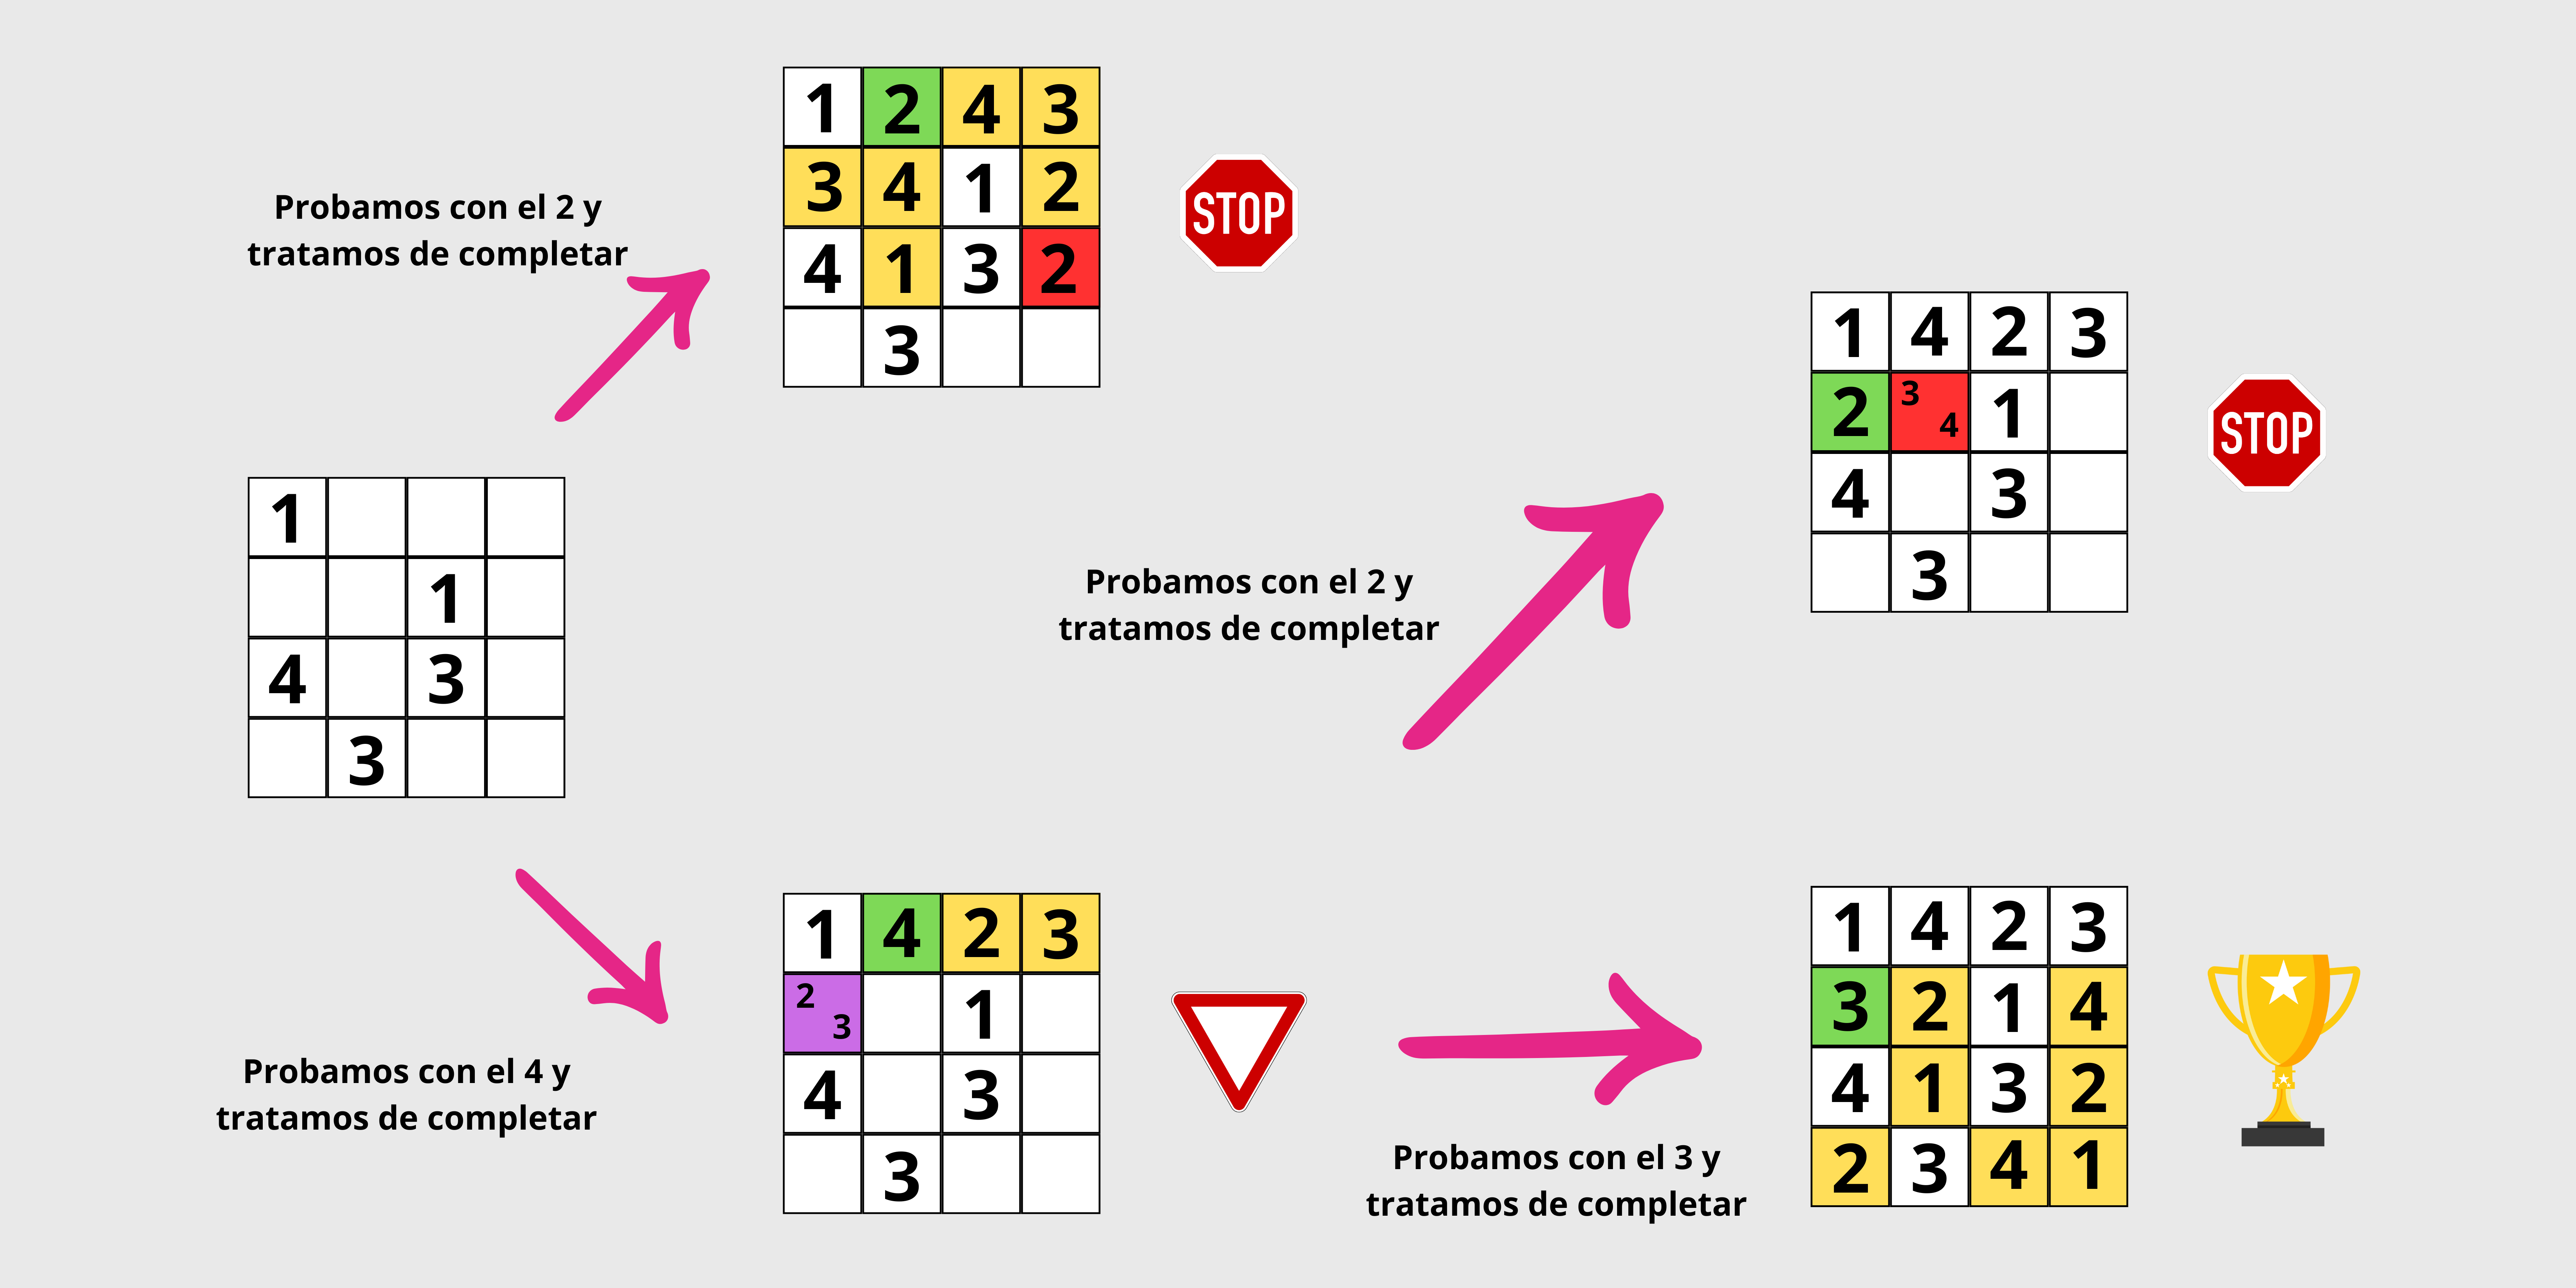 1 2 4 3
3 4 1 2
4 1 3 2
3
STOP
Probamos con el 2 y
tratamos de completar
1
1
4 3
3
Probamos con el 4 y
tratamos de completar
1 4 2 3
2 3 1
4 3
3
Probamos con el 2 y
tratamos de completar
1 4 2 3
2 3 4 1
4 3
3
STOP
Probamos con el 3 y
tratamos de completar
1 4 2 3
3 2 1 4
4 1 3 2
2 3 4 1